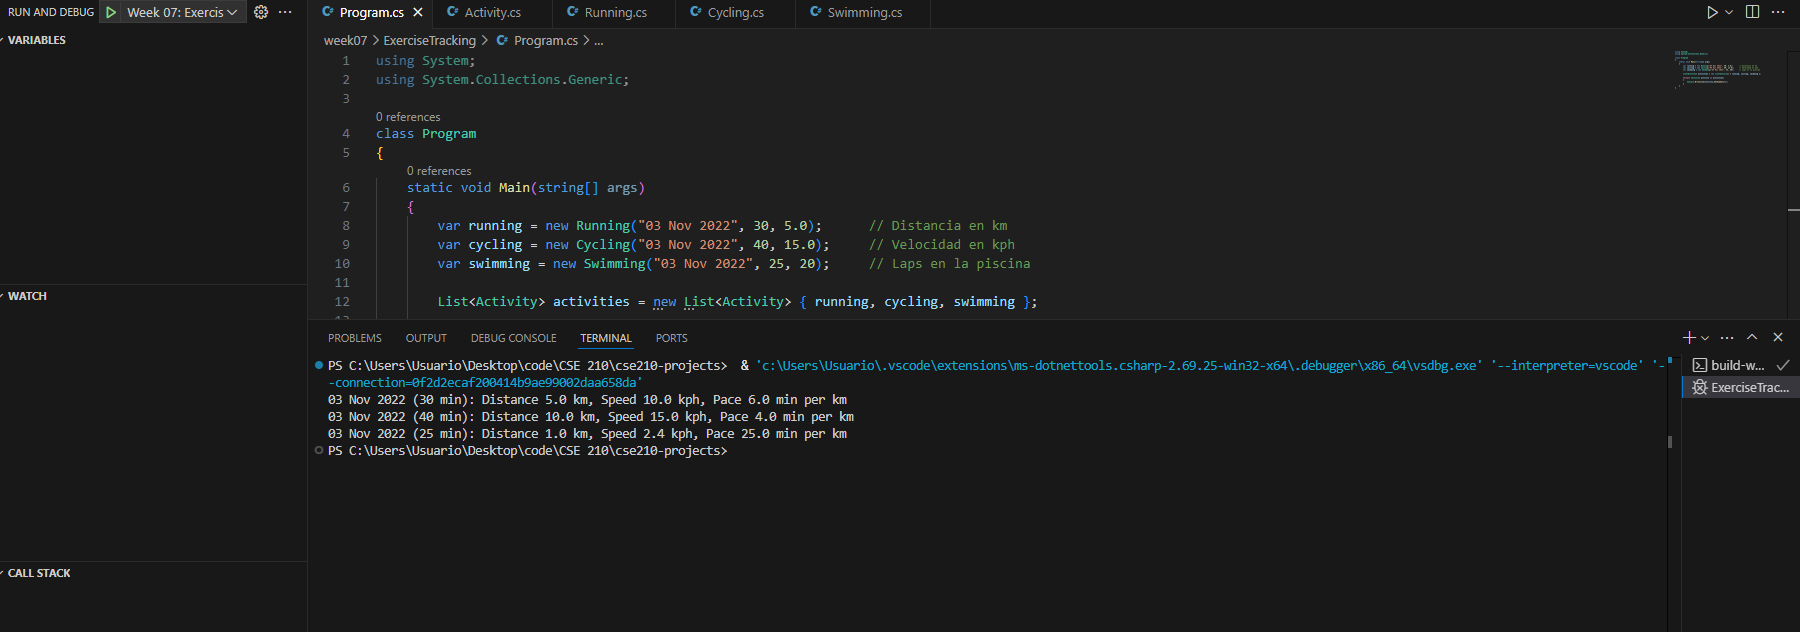 RUN AND DEBUG Week 07: Exercis
VARIABLES
WATCH
CALL STACK
Program.cs Activity.cs Running.cs Cycling.cs Swimming.cs
week07 > ExerciseTracking > Program.cs > ...
1 using System;
2 using System.Collections.Generic;
3
0 references
4 class Program
5 {
0 references
6 static void Main(string[] args)
7 {
8 var running = new Running("03 Nov 2022", 30, 5.0); // Distancia en km
9 var cycling = new Cycling("03 Nov 2022", 40, 15.0); // Velocidad en kph
10 var swimming = new Swimming("03 Nov 2022", 25, 20); // Laps en la piscina
11
12 List<Activity> activities = new List<Activity> { running, cycling, swimming };
PROBLEMS OUTPUT DEBUG CONSOLE TERMINAL PORTS
PS C:\Users\Usuario\Desktop\code\CSE 210\cse210-projects> & 'c:\Users\Usuario\.vscode\extensions\ms-dotnettools.csharp-2.69.25-win32-x64\.debugger\x86_64\vsdbg.exe' '--interpreter=vscode' '-
-connection=0f2d2ecaf200414b9ae99002daa658da'
03 Nov 2022 (30 min): Distance 5.0 km, Speed 10.0 kph, Pace 6.0 min per km
03 Nov 2022 (40 min): Distance 10.0 km, Speed 15.0 kph, Pace 4.0 min per km
03 Nov 2022 (25 min): Distance 1.0 km, Speed 2.4 kph, Pace 25.0 min per km
PS C:\Users\Usuario\Desktop\code\CSE 210\cse210-projects>
build-w...
ExerciseTrac...